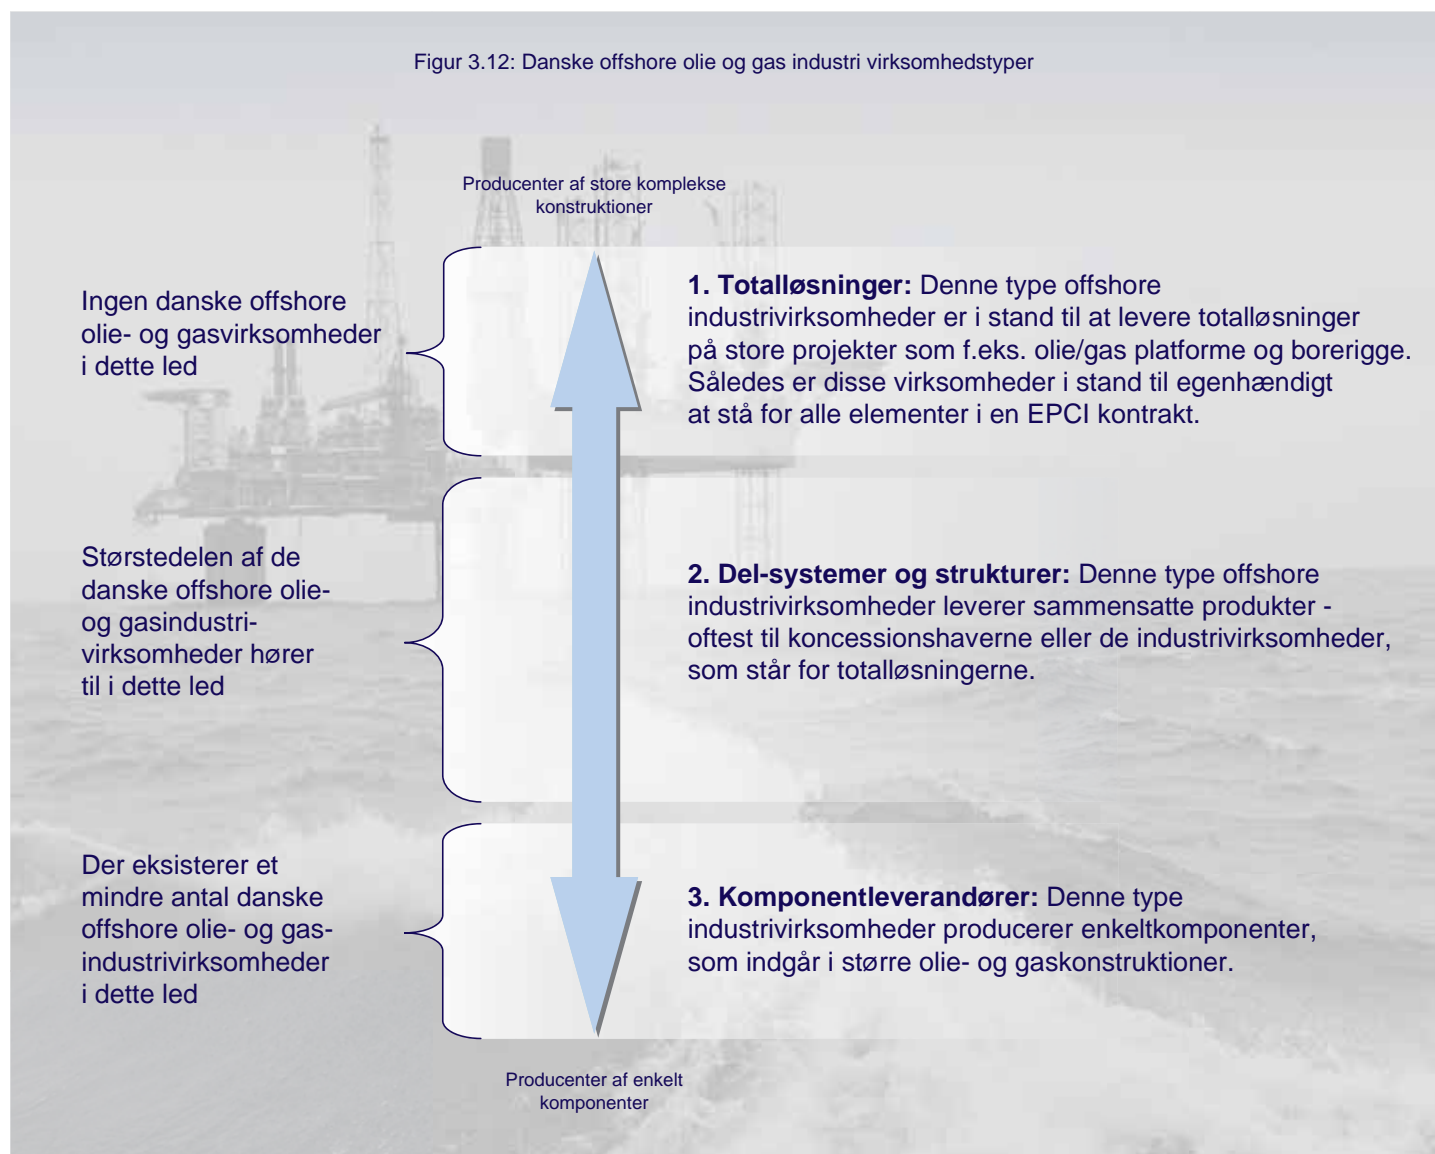 Figur 3.12: Danske offshore olie og gas industri virksomhedstyper
Producenter af store komplekse
konstruktioner
Ingen danske offshore
olie- og gasvirksomheder
i dette led
1. Totalløsninger: Denne type offshore
industrivirksomheder er i stand til at levere totalløsninger
på store projekter som f.eks. olie/gas platforme og borerigge.
Således er disse virksomheder i stand til egenhændigt
at stå for alle elementer i en EPCI kontrakt.
Størstedelen af de
danske offshore olie-
og gasindustri-
virksomheder hører
til i dette led
2. Del-systemer og strukturer: Denne type offshore
industrivirksomheder leverer sammensatte produkter -
oftest til koncessionshaverne eller de industrivirksomheder,
som står for totalløsningerne.
Der eksisterer et
mindre antal danske
offshore olie- og gas-
industrivirksomheder
i dette led
3. Komponentleverandører: Denne type
industrivirksomheder producerer enkeltkomponenter,
som indgår i større olie- og gaskonstruktioner.
Producenter af enkelt
komponenter